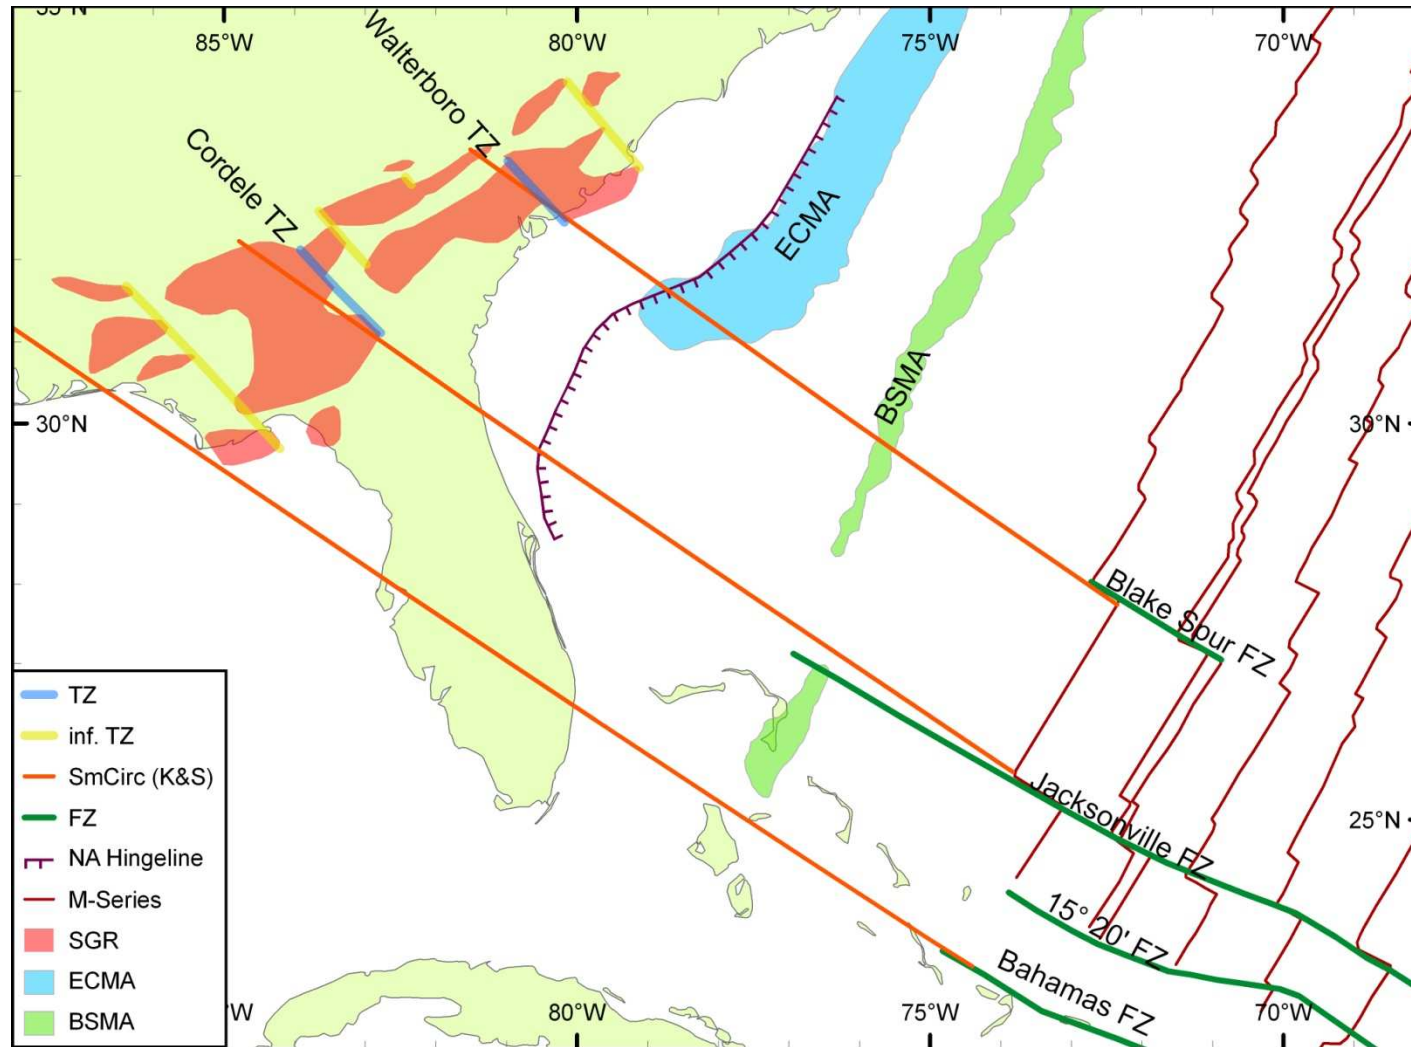 35°N
85°W
80°W
75°W
70°W
Walterboro TZ
Cordele TZ
ECMA
BSMA
30°N
30°N
Blake Spur FZ
Jacksonville FZ
25°N
15° 20' FZ
Bahamas FZ
TZ
inf. TZ
SmCirc (K&S)
FZ
NA Hingeline
M-Series
SGR
ECMA
BSMA
°W
80°W
75°W
70°W